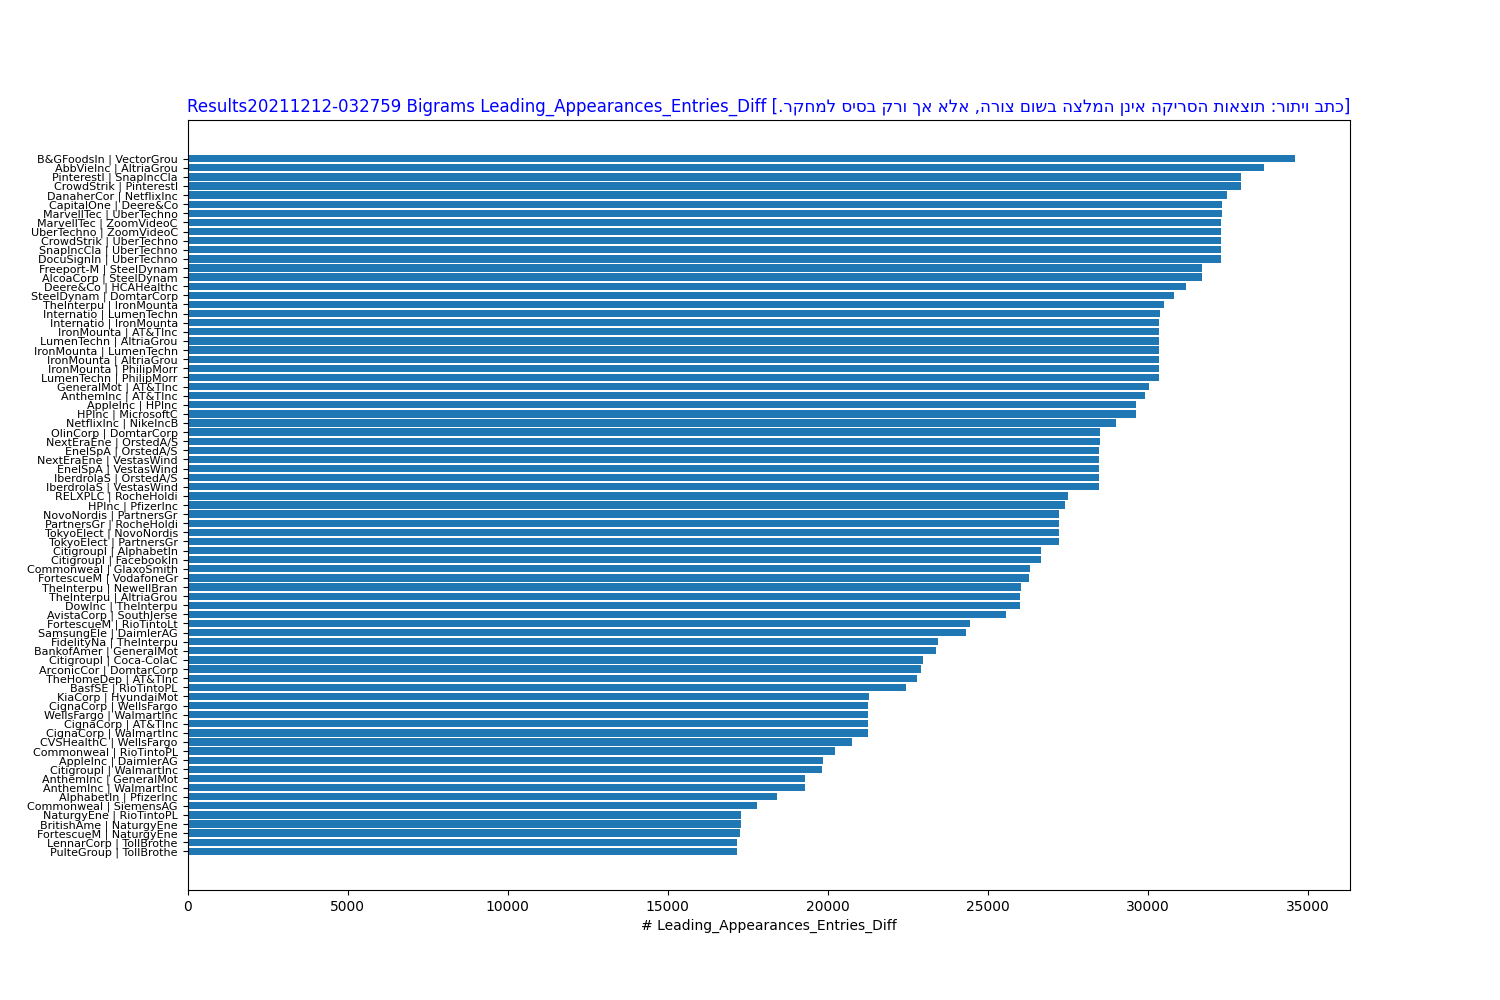 Results20211212-032759 Bigrams Leading_Appearances_Entries_Diff [כתב ויתור: תוצאות הסריקה אינן המלצה בשום צורה, אלא אך ורק בסיס למחקר.]
B&GFoodsIn | VectorGrou
AbbVieInc | AltriaGrou
PinterestI | SnapIncCla
CrowdStrik | PinterestI
DanaherCor | NetflixInc
CapitalOne | Deere&Co
MarvellTec | UberTechno
MarvellTec | ZoomVideoC
UberTechno | ZoomVideoC
CrowdStrik | UberTechno
SnapIncCla | UberTechno
DocuSignIn | UberTechno
Freeport-M | SteelDynam
AlcoaCorp | SteelDynam
Deere&Co | HCAHealthc
SteelDynam | DomtarCorp
TheInterpu | IronMounta
Internatio | LumenTechn
Internatio | IronMounta
IronMounta | AT&TInc
LumenTechn | AltriaGrou
IronMounta | LumenTechn
IronMounta | AltriaGrou
IronMounta | PhilipMorr
LumenTechn | PhilipMorr
GeneralMot | AT&TInc
AnthemInc | AT&TInc
AppleInc | HPInc
HPInc | MicrosoftC
NetflixInc | NikeIncB
OlinCorp | DomtarCorp
NextEraEne | OrstedA/S
EnelSpA | OrstedA/S
NextEraEne | VestasWind
EnelSpA | VestasWind
IberdrolaS | OrstedA/S
IberdrolaS | VestasWind
RELXPLC | RocheHoldi
HPInc | PfizerInc
NovoNordis | PartnersGr
PartnersGr | RocheHoldi
TokyoElect | NovoNordis
TokyoElect | PartnersGr
CitigroupI | AlphabetIn
CitigroupI | FacebookIn
Commonweal | GlaxoSmith
FortescueM | VodafoneGr
TheInterpu | NewellBran
TheInterpu | AltriaGrou
DowInc | TheInterpu
AvistaCorp | SouthJerse
FortescueM | RioTintoLt
SamsungEle | DaimlerAG
FidelityNa | TheInterpu
BankofAmer | GeneralMot
CitigroupI | Coca-ColaC
ArconicCor | DomtarCorp
TheHomeDep | AT&TInc
BasfSE | RioTintoPL
KiaCorp | HyundaiMot
CignaCorp | WellsFargo
WellsFargo | WalmartInc
CignaCorp | AT&TInc
CignaCorp | WalmartInc
CVSHealthC | WellsFargo
Commonweal | RioTintoPL
AppleInc | DaimlerAG
CitigroupI | WalmartInc
AnthemInc | GeneralMot
AnthemInc | WalmartInc
AlphabetIn | PfizerInc
Commonweal | SiemensAG
NaturgyEne | RioTintoPL
BritishAme | NaturgyEne
FortescueM | NaturgyEne
LennarCorp | TollBrothe
PulteGroup | TollBrothe
0 5000 10000 15000 20000 25000 30000 35000
# Leading_Appearances_Entries_Diff